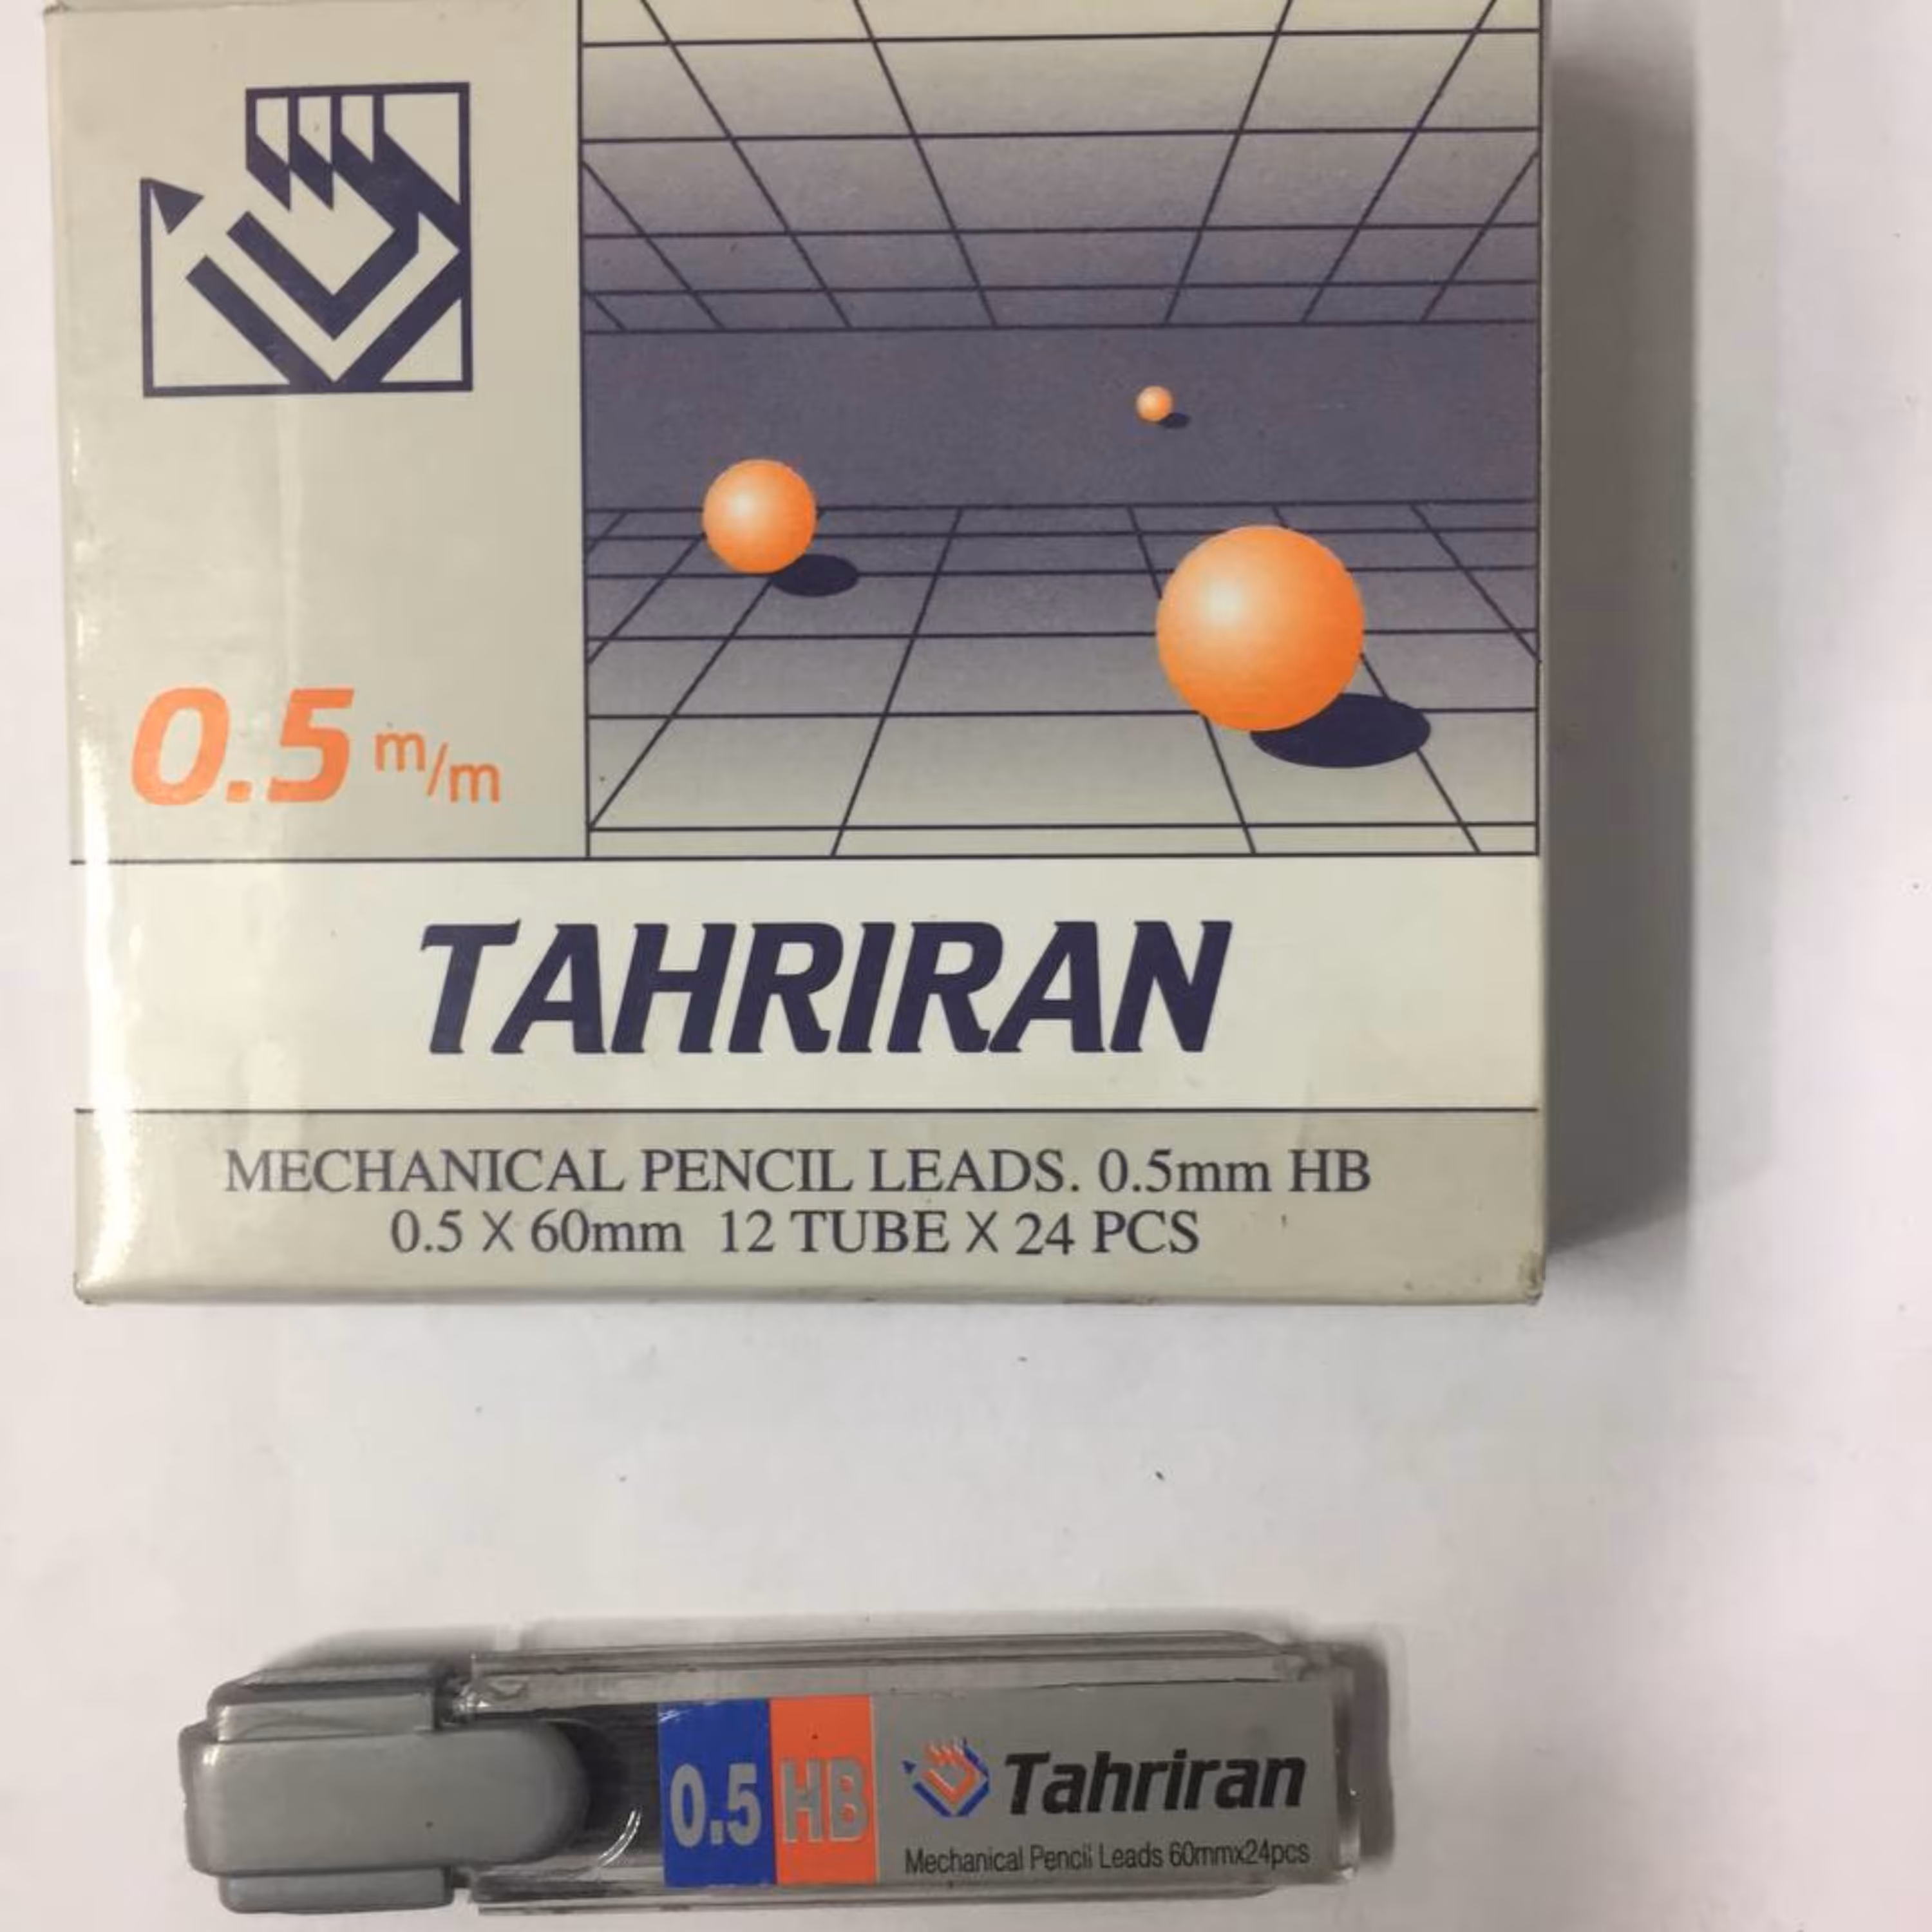 0.5 m/m
TAHRIRAN
MECHANICAL PENCIL LEADS. 0.5mm HB
0.5 X 60mm 12 TUBE X 24 PCS
0.5 HB Tahriran
Mechanical Pencil Leads 60mmx24pcs